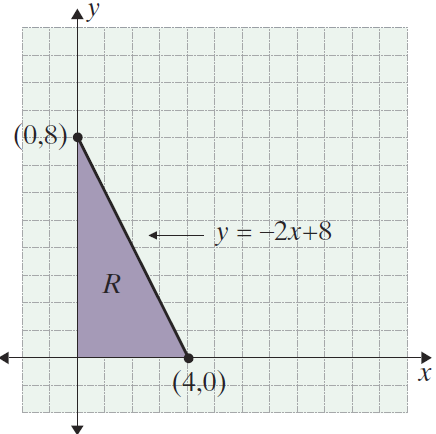 y
(0,8)
y = −2x+8
R
x
(4,0)